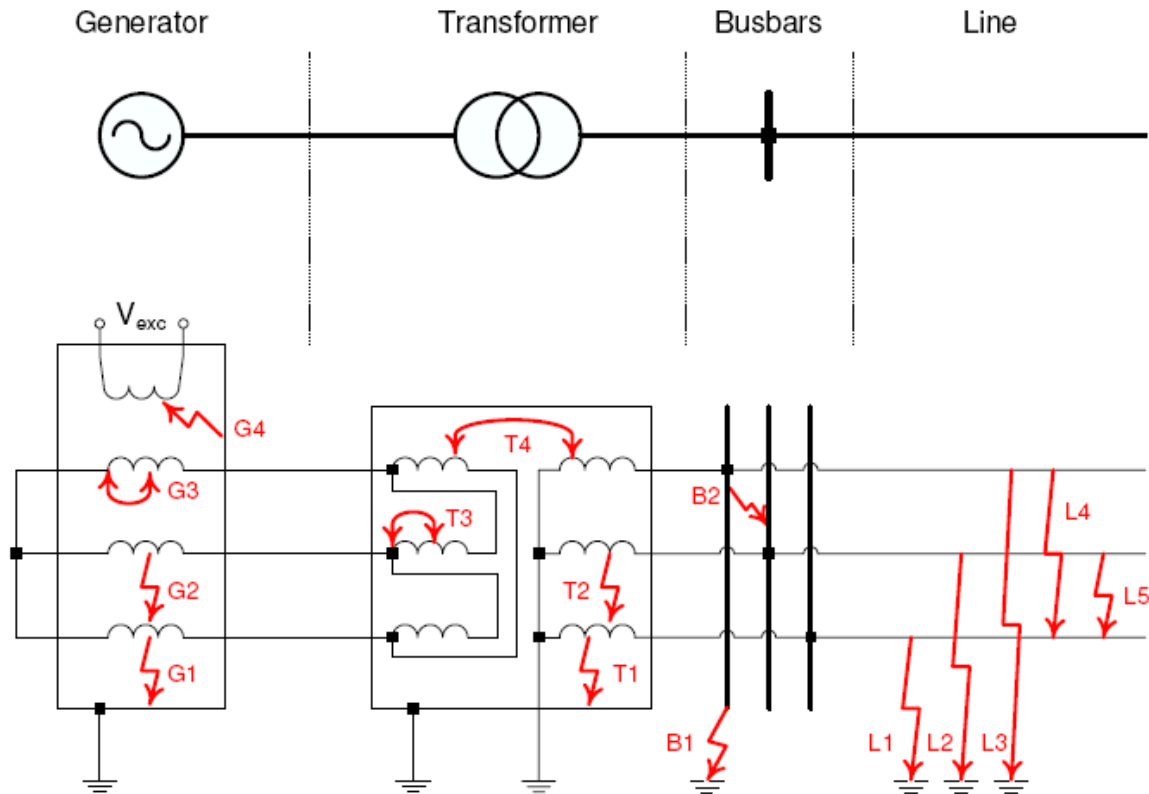 Generator Transformer Busbars Line
V exc
G4
T4
G3
B2
L4
T3
G2
T2
L5
G1
T1
B1
L1 L2 L3